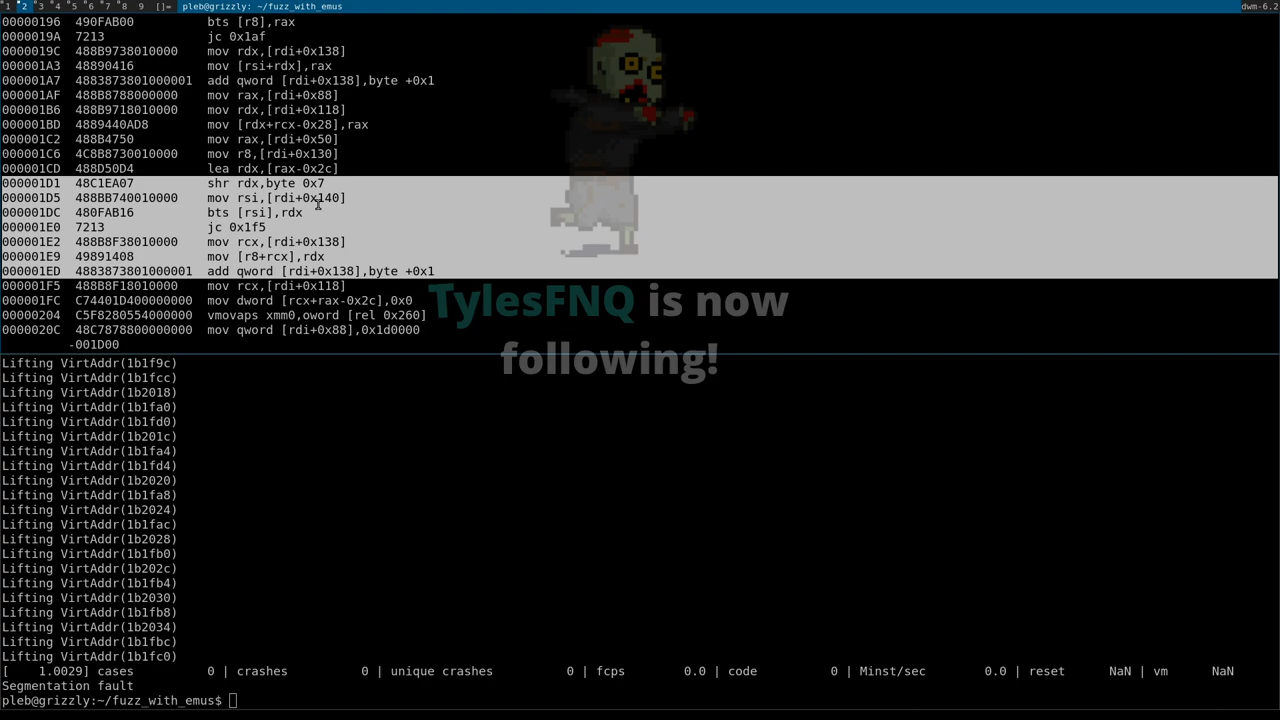 1 2 3 4 5 6 7 8 9 []= pleb@grizzly: ~/fuzz_with_emus dwm-6.2
00000196 490FAB00 bts [r8],rax
0000019A 7213 jc 0x1af
0000019C 488B9738010000 mov rdx,[rdi+0x138]
000001A3 48890416 mov [rsi+rdx],rax
000001A7 4883873801000001 add qword [rdi+0x138],byte +0x1
000001AF 488B8788000000 mov rax,[rdi+0x88]
000001B6 488B9718010000 mov rdx,[rdi+0x118]
000001BD 4889440AD8 mov [rdx+rcx-0x28],rax
000001C2 488B4750 mov rax,[rdi+0x50]
000001C6 4C8B8730010000 mov r8,[rdi+0x130]
000001CD 488D50D4 lea rdx,[rax-0x2c]
000001D1 48C1EA07 shr rdx,byte 0x7
000001D5 488BB740010000 mov rsi,[rdi+0x140]
000001DC 480FAB16 bts [rsi],rdx
000001E0 7213 jc 0x1f5
000001E2 488B8F38010000 mov rcx,[rdi+0x138]
000001E9 49891408 mov [r8+rcx],rdx
000001ED 4883873801000001 add qword [rdi+0x138],byte +0x1
000001F5 488B8F18010000 mov rcx,[rdi+0x118]
000001FC C74401D400000000 mov dword [rcx+rax-0x2c],0x0
00000204 C5F8280554000000 vmovaps xmm0,oword [rel 0x260]
0000020C 48C7878800000000 mov qword [rdi+0x88],0x1d0000
-001D00
TylesFNQ is now
following!
Lifting VirtAddr(1b1f9c)
Lifting VirtAddr(1b1fcc)
Lifting VirtAddr(1b2018)
Lifting VirtAddr(1b1fa0)
Lifting VirtAddr(1b1fd0)
Lifting VirtAddr(1b201c)
Lifting VirtAddr(1b1fa4)
Lifting VirtAddr(1b1fd4)
Lifting VirtAddr(1b2020)
Lifting VirtAddr(1b1fa8)
Lifting VirtAddr(1b2024)
Lifting VirtAddr(1b1fac)
Lifting VirtAddr(1b2028)
Lifting VirtAddr(1b1fb0)
Lifting VirtAddr(1b202c)
Lifting VirtAddr(1b1fb4)
Lifting VirtAddr(1b2030)
Lifting VirtAddr(1b1fb8)
Lifting VirtAddr(1b2034)
Lifting VirtAddr(1b1fbc)
Lifting VirtAddr(1b1fc0)
[ 1.0029] cases 0 | crashes 0 | unique crashes 0 | fcps 0.0 | code 0 | Minst/sec 0.0 | reset NaN | vm NaN
Segmentation fault
pleb@grizzly:~/fuzz_with_emus$